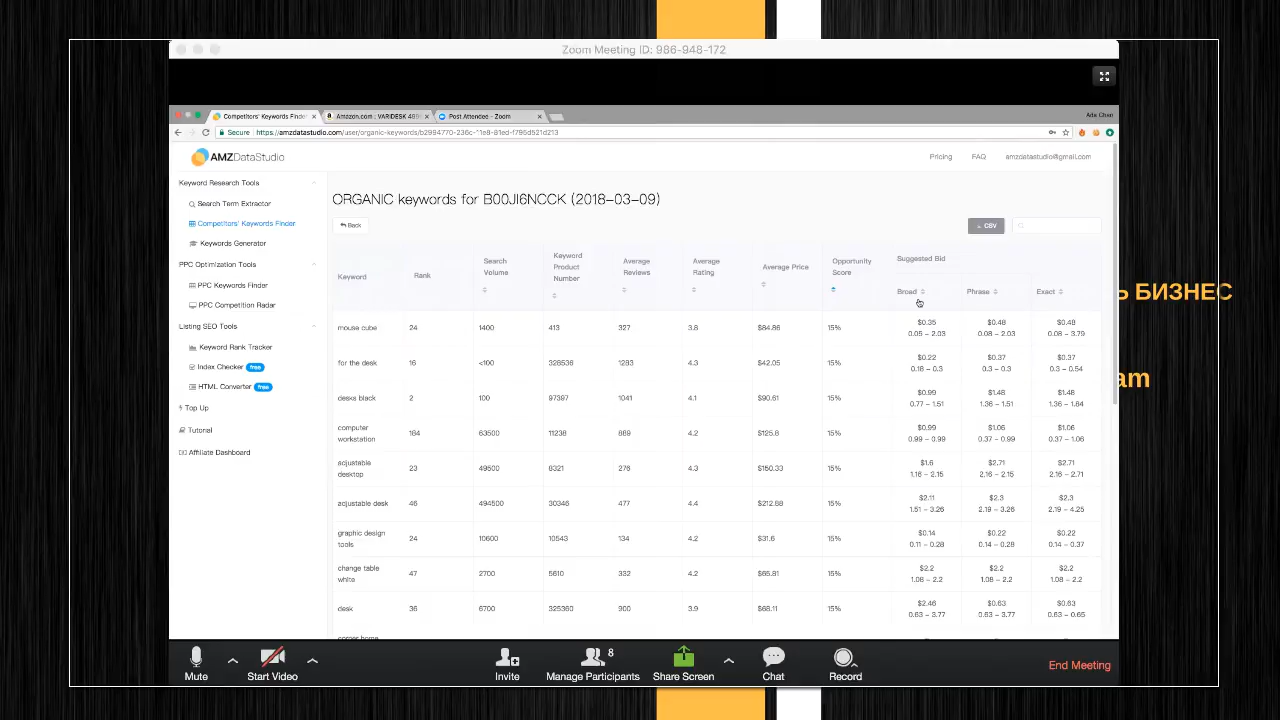 Zoom Meeting ID: 986-948-172
Competitors' Keywords Finde
Amazon.com : VARIDESK
Post Attendee - Zoom
Ada Chen
Secure
AMZDataStudio
Pricing FAQ amzdatastudio@gmail.com
Keyword Research Tools
Search Term Extractor
Competitors' Keywords Finder
Keywords Generator
PPC Optimization Tools
PPC Keywords Finder
PPC Competition Radar
Listing SEO Tools
Keyword Rank Tracker
Index Checker free
HTML Converter free
Top Up
Tutorial
Affiliate Dashboard
ORGANIC keywords for B00JI6NCCK (2018-03-09)
Back
CSV
Keyword Rank Search Volume Keyword Product Number Average Reviews Average Rating Average Price Opportunity Score Suggested Bid
Broad Phrase Exact
mouse cube 24 1400 413 327 3.8 $84.86 15% $0.35 $0.48 $0.48
0.05 – 2.03 0.08 – 2.03 0.08 – 3.79
for the desk 16 <100 328536 1283 4.3 $42.05 15% $0.22 $0.37 $0.37
0.18 – 0.3 0.3 – 0.3 0.3 – 0.54
desks black 2 100 97397 1041 4.1 $90.61 15% $0.99 $1.48 $1.48
0.77 – 1.51 1.36 – 1.51 1.36 – 1.84
computer workstation 184 63500 11238 869 4.2 $125.8 15% $0.99 $1.06 $1.06
0.99 – 0.99 0.37 – 0.99 0.37 – 1.06
adjustable desktop 23 49500 8321 276 4.3 $150.33 15% $1.6 $2.71 $2.71
1.16 – 2.15 2.16 – 2.15 2.16 – 2.71
adjustable desk 46 494500 30346 477 4.4 $212.88 15% $2.11 $2.3 $2.3
1.51 – 3.26 2.19 – 3.26 2.19 – 4.25
graphic design tools 24 10600 10543 134 4.2 $31.6 15% $0.14 $0.22 $0.22
0.11 – 0.28 0.14 – 0.28 0.14 – 0.37
change table white 47 2700 5610 332 4.2 $65.81 15% $2.2 $2.2 $2.2
1.08 – 2.2 1.08 – 2.2 1.08 – 2.2
desk 36 6700 325360 900 3.9 $68.11 15% $2.46 $0.63 $0.63
0.63 – 3.77 0.63 – 3.77 0.63 – 0.65
corner home
Ь БИЗНЕС
am
Mute
Start Video
Invite
8
Manage Participants
Share Screen
Chat
Record
End Meeting